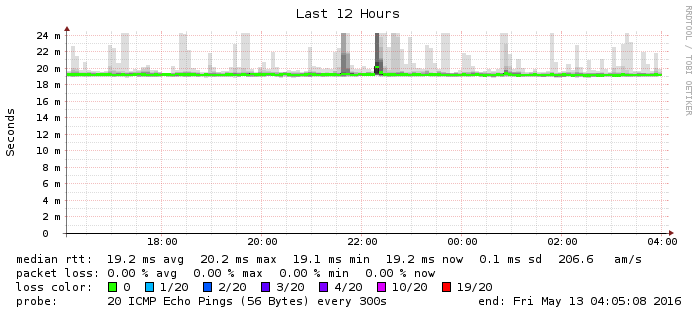 Last 12 Hours
RRDTOOL / TOBI OETIKER
Seconds
24 m
22 m
20 m
18 m
16 m
14 m
12 m
10 m
8 m
6 m
4 m
2 m
0
18:00 20:00 22:00 00:00 02:00 04:00
median rtt: 19.2 ms avg 20.2 ms max 19.1 ms min 19.2 ms now 0.1 ms sd 206.6 am/s
packet loss: 0.00 % avg 0.00 % max 0.00 % min 0.00 % now
loss color: 0 1/20 2/20 3/20 4/20 10/20 19/20
probe: 20 ICMP Echo Pings (56 Bytes) every 300s end: Fri May 13 04:05:08 2016